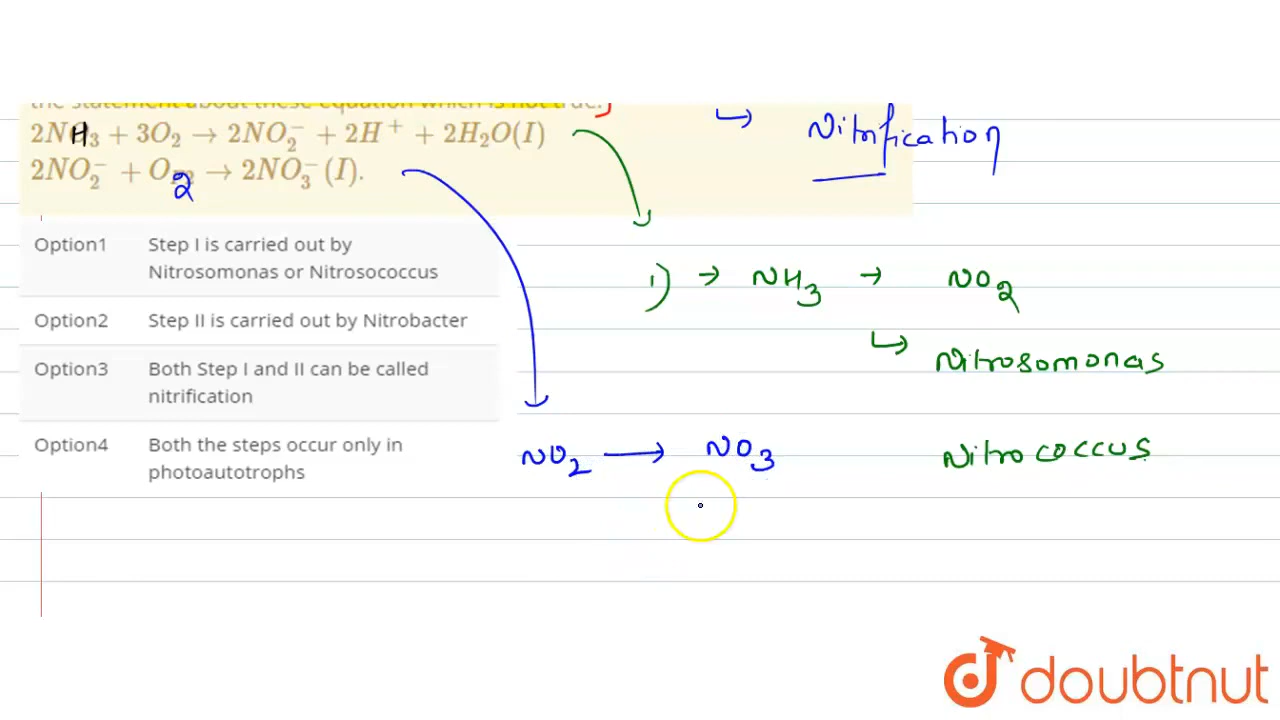 the statement about these equation which is not true.
2NH3 + 3O₂ → 2NO₂⁻ + 2H⁺ + 2H₂O(I)
2NO₂⁻ + O2 → 2NO₃⁻(I).
Option1 Step I is carried out by
Nitrosomonas or Nitrosococcus
Option2 Step II is carried out by Nitrobacter
Option3 Both Step I and II can be called
nitrification
Option4 Both the steps occur only in
photoautotrophs
↳ Nitrification
1) → NH₃ → NO₂
↳ Nitrosomonas
NO₂ → NO₃
Nitrococcus
doubtnut